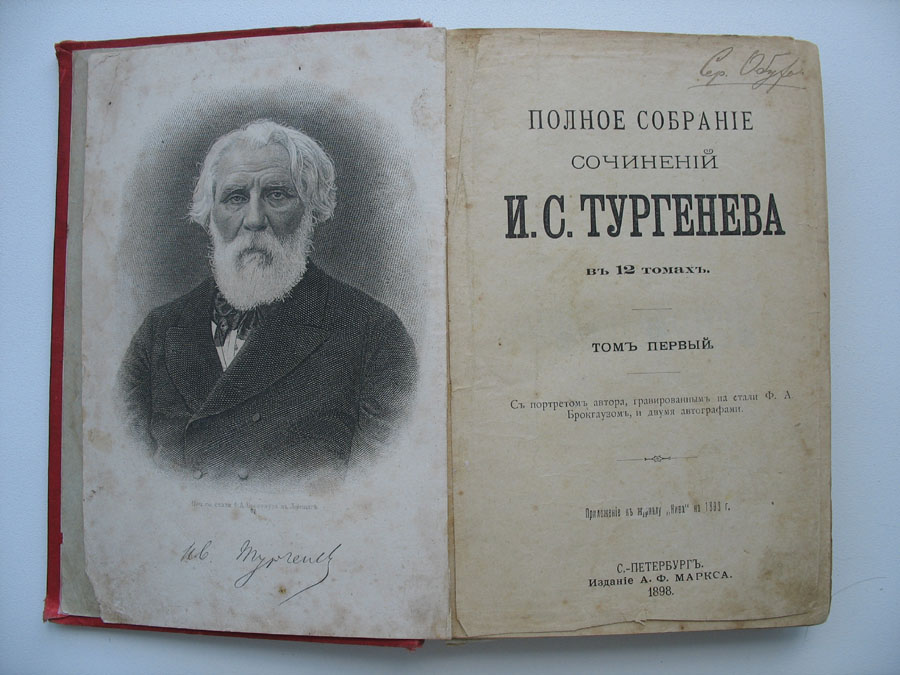 Ив. Тургенев
Сер.
ПОЛНОЕ СОБРАНІЕ
СОЧИНЕНІЙ
И. С. ТУРГЕНЕВА
въ 12 томахъ.
ТОМЪ ПЕРВЫЙ.
Съ портретомъ автора, гравированнымъ на стали Ф. А.
Брокгаузомъ, и двумя автографами.
Приложеніе къ журналу „Нива“ на 1898 г.
С.-ПЕТЕРБУРГЪ.
Изданіе А. Ф. МАРКСА.
1898.